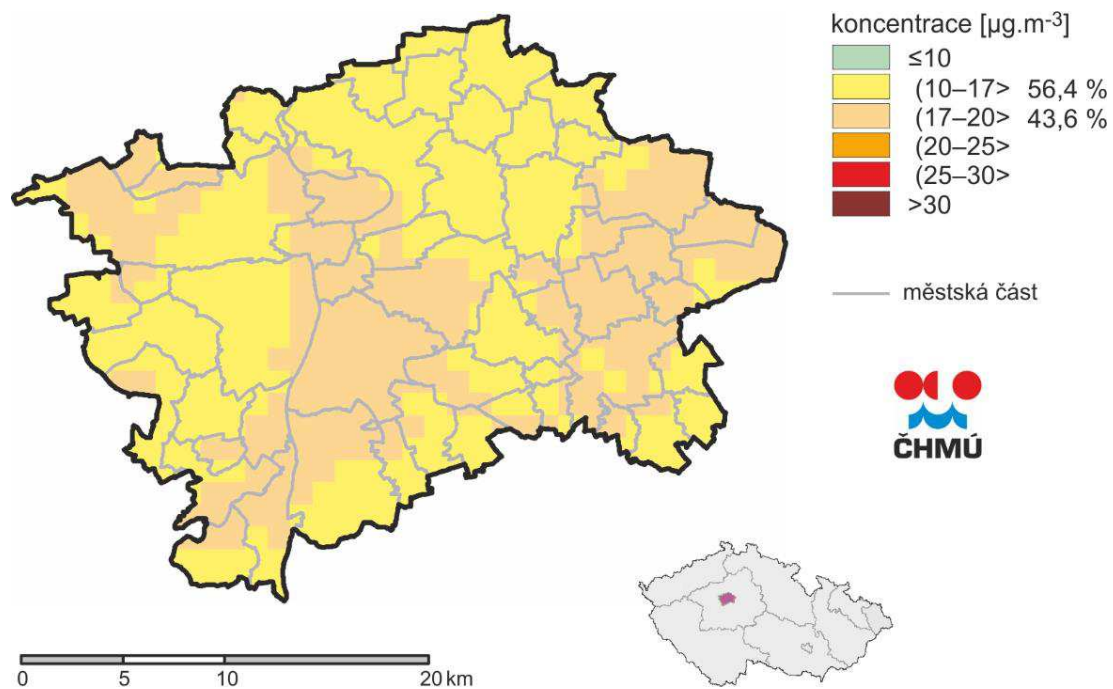 koncentrace [µg.m-3]
≤10
(10–17> 56,4 %
(17–20> 43,6 %
(20–25>
(25–30>
>30
městská část
ČHMÚ
0 5 10 20 km